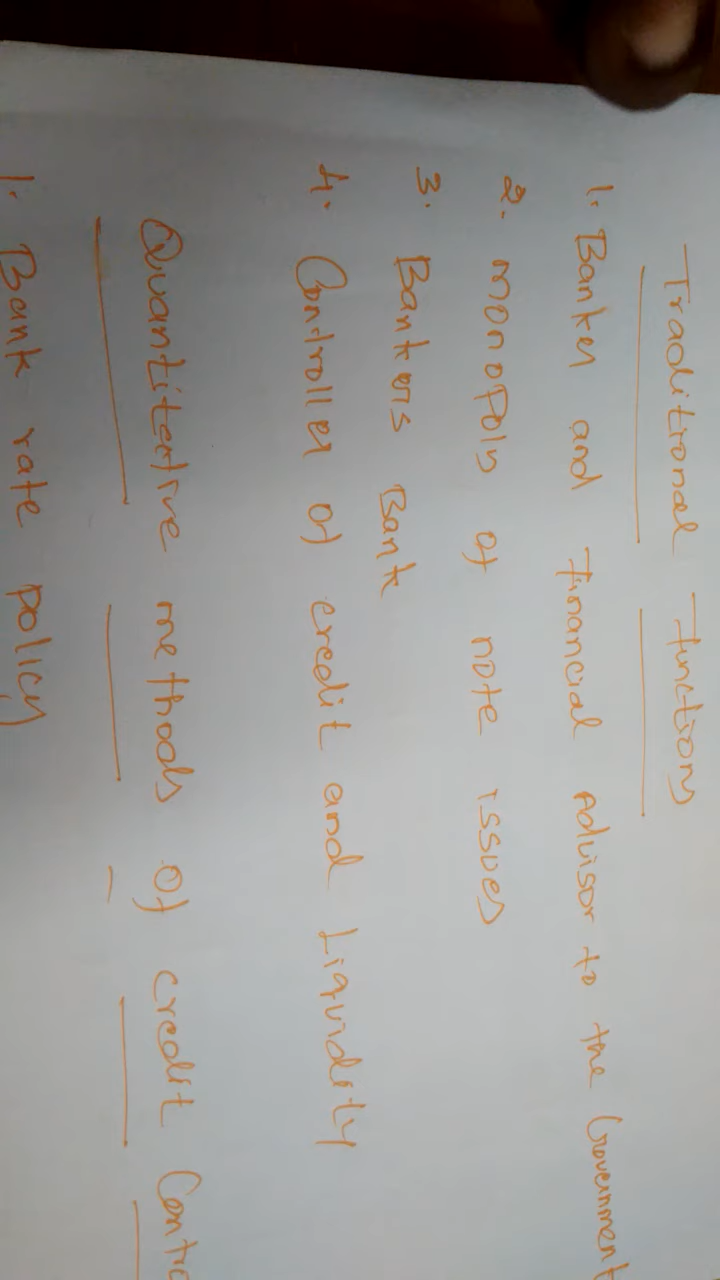 Traditional Functions
1. Banker and Financial Advisor to the Government
2. monopoly of note issues
3. Bankers Bank
4. Controller of credit and Liquidity
Quantitative methods of credit Contro
1. Bank rate policy